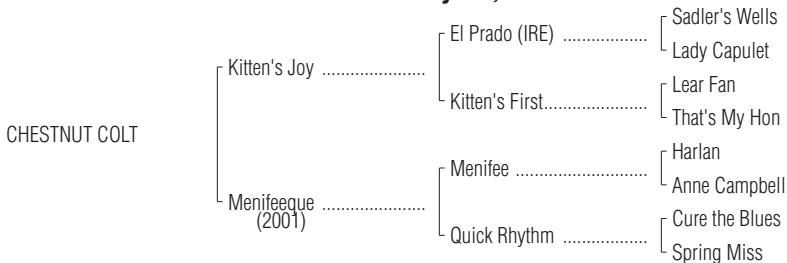 Sadler's Wells
El Prado (IRE) ..................
Lady Capulet
Kitten's Joy ......................
Lear Fan
Kitten's First......................
That's My Hon
CHESTNUT COLT
Harlan
Menifee ............................
Anne Campbell
Menifeeque ......................
(2001)
Cure the Blues
Quick Rhythm ..................
Spring Miss